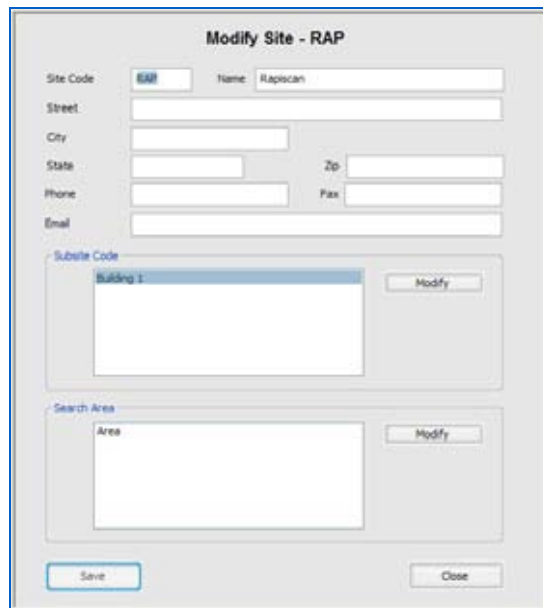 Modify Site - RAP
Site Code RAP Name Rapiscan
Street
City
State Zip
Phone Fax
Email
Subsite Code
Building 1
Modify
Search Area
Area
Modify
Save Close